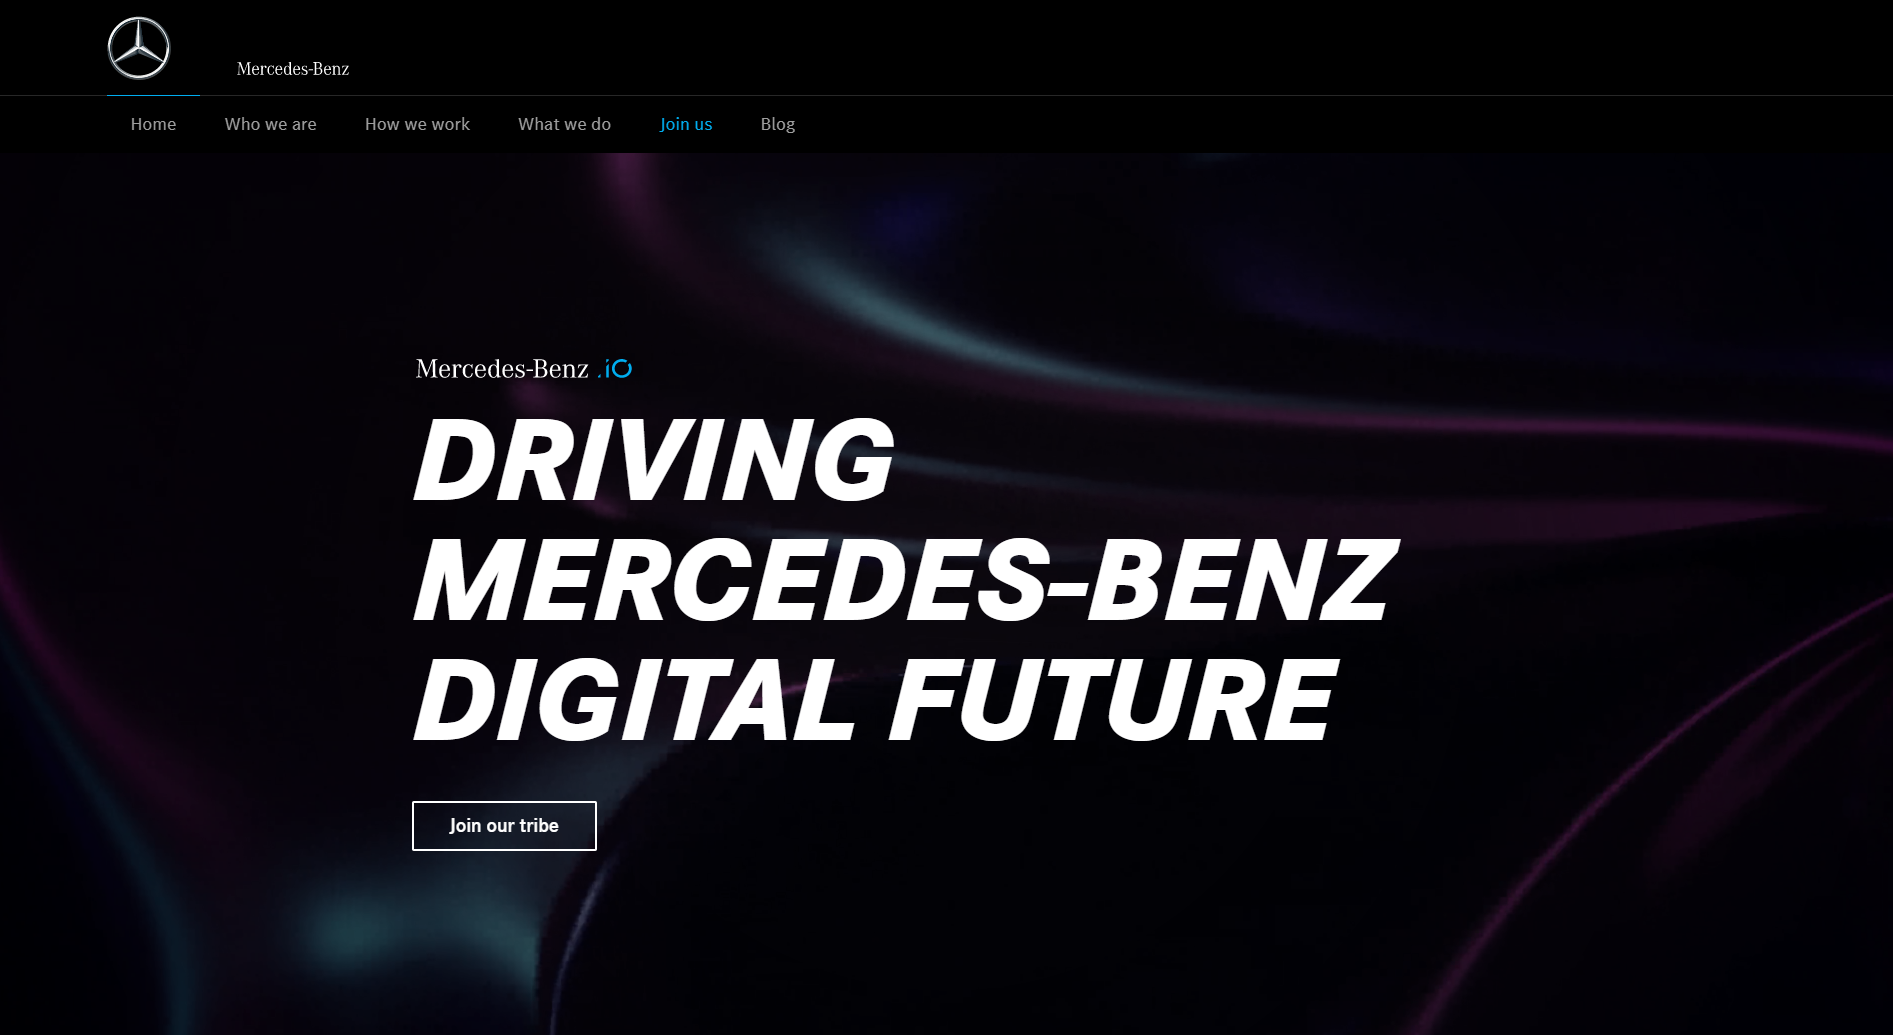 Mercedes-Benz
Home Who we are How we work What we do Join us Blog
Mercedes-Benz .io
DRIVING
MERCEDES-BENZ
DIGITAL FUTURE
Join our tribe